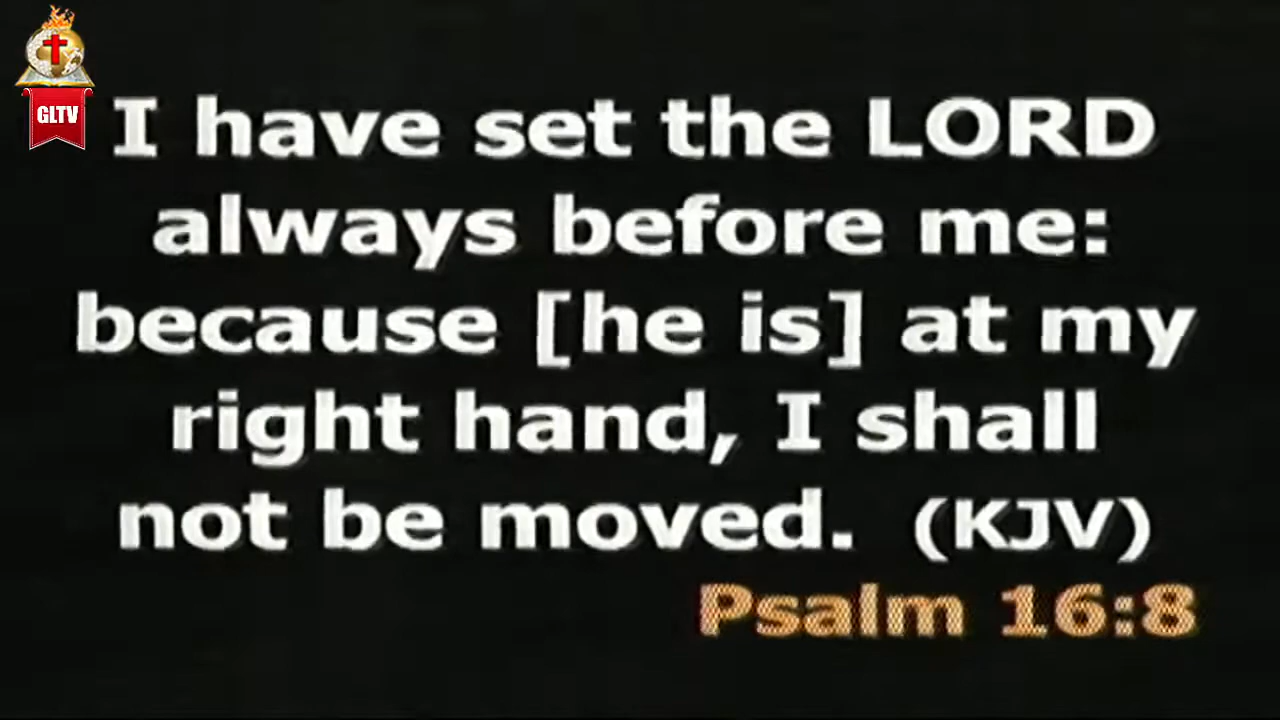 GLTV
I have set the LORD
always before me:
because [he is] at my
right hand, I shall
not be moved. (KJV)
Psalm 16:8